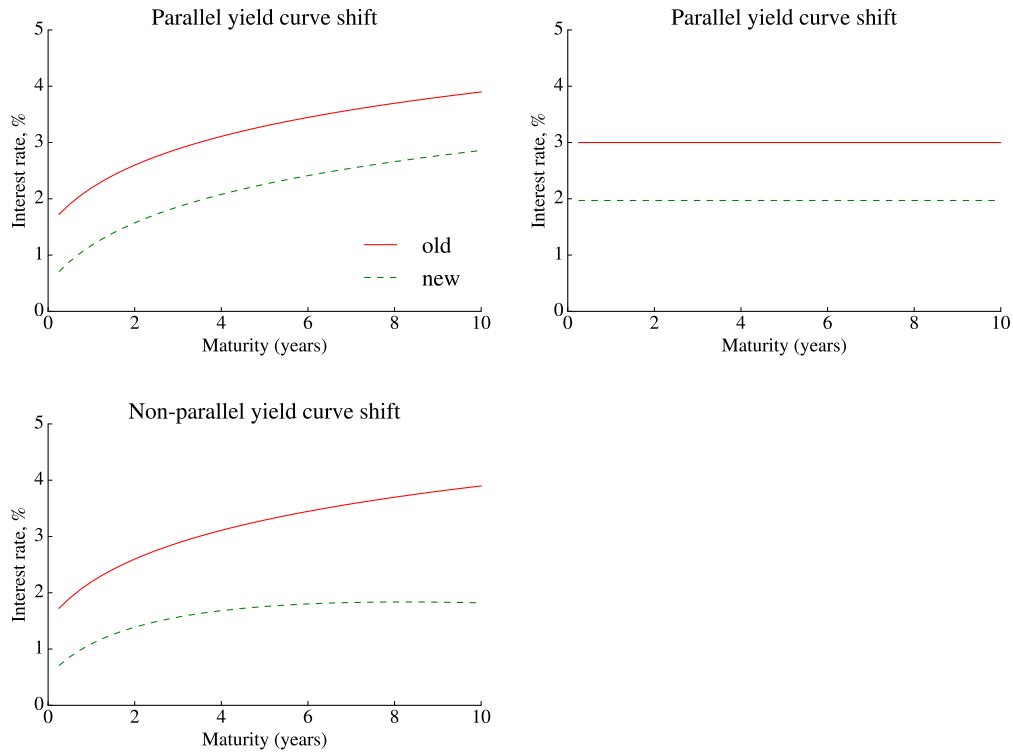 Parallel yield curve shift
5
4
3
2
1
0
Interest rate, %
old
new
0 2 4 6 8 10
Maturity (years)
Parallel yield curve shift
5
4
3
2
1
0
Interest rate, %
0 2 4 6 8 10
Maturity (years)
Non-parallel yield curve shift
5
4
3
2
1
0
Interest rate, %
0 2 4 6 8 10
Maturity (years)